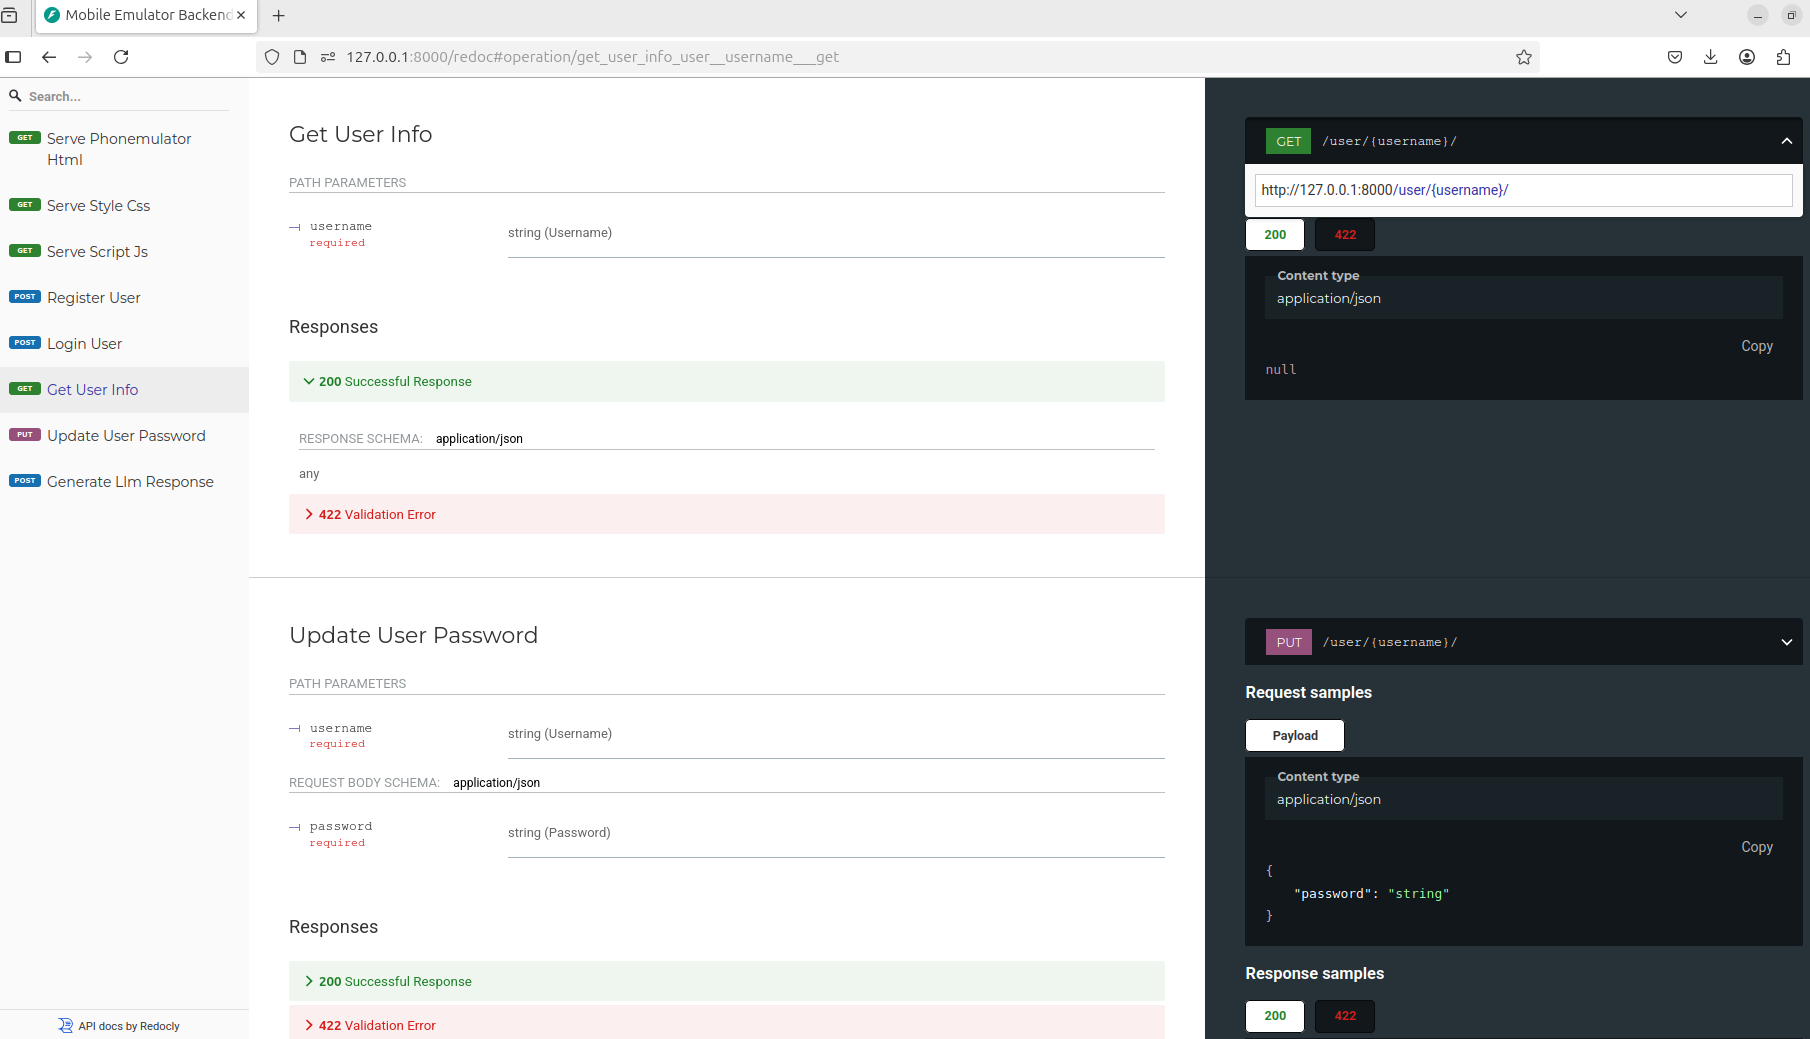 Mobile Emulator Backend
127.0.0.1:8000/redoc#operation/get_user_info_user__username___get
Search...
GET Serve Phonemulator Html
GET Serve Style Css
GET Serve Script Js
POST Register User
POST Login User
GET Get User Info
PUT Update User Password
POST Generate Llm Response
API docs by Redocly
Get User Info
PATH PARAMETERS
username
required
string (Username)
Responses
200 Successful Response
RESPONSE SCHEMA: application/json
any
422 Validation Error
GET /user/{username}/
http://127.0.0.1:8000/user/{username}/
200 422
Content type
application/json
Copy
null
Update User Password
PATH PARAMETERS
username
required
string (Username)
REQUEST BODY SCHEMA: application/json
password
required
string (Password)
Responses
200 Successful Response
422 Validation Error
PUT /user/{username}/
Request samples
Payload
Content type
application/json
Copy
{
"password": "string"
}
Response samples
200 422